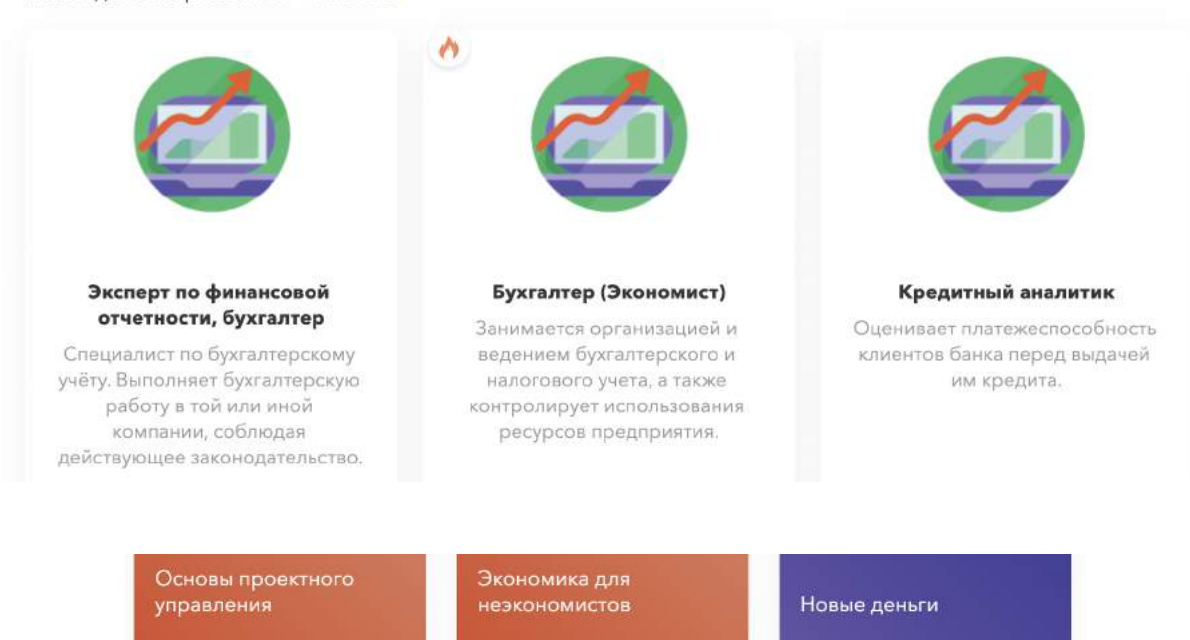 Эксперт по финансовой
отчетности, бухгалтер
Специалист по бухгалтерскому
учёту. Выполняет бухгалтерскую
работу в той или иной
компании, соблюдая
действующее законодательство.
Бухгалтер (Экономист)
Занимается организацией и
ведением бухгалтерского и
налогового учета, а также
контролирует использования
ресурсов предприятия.
Кредитный аналитик
Оценивает платежеспособность
клиентов банка перед выдачей
им кредита.
Основы проектного
управления
Экономика для
неэкономистов
Новые деньги